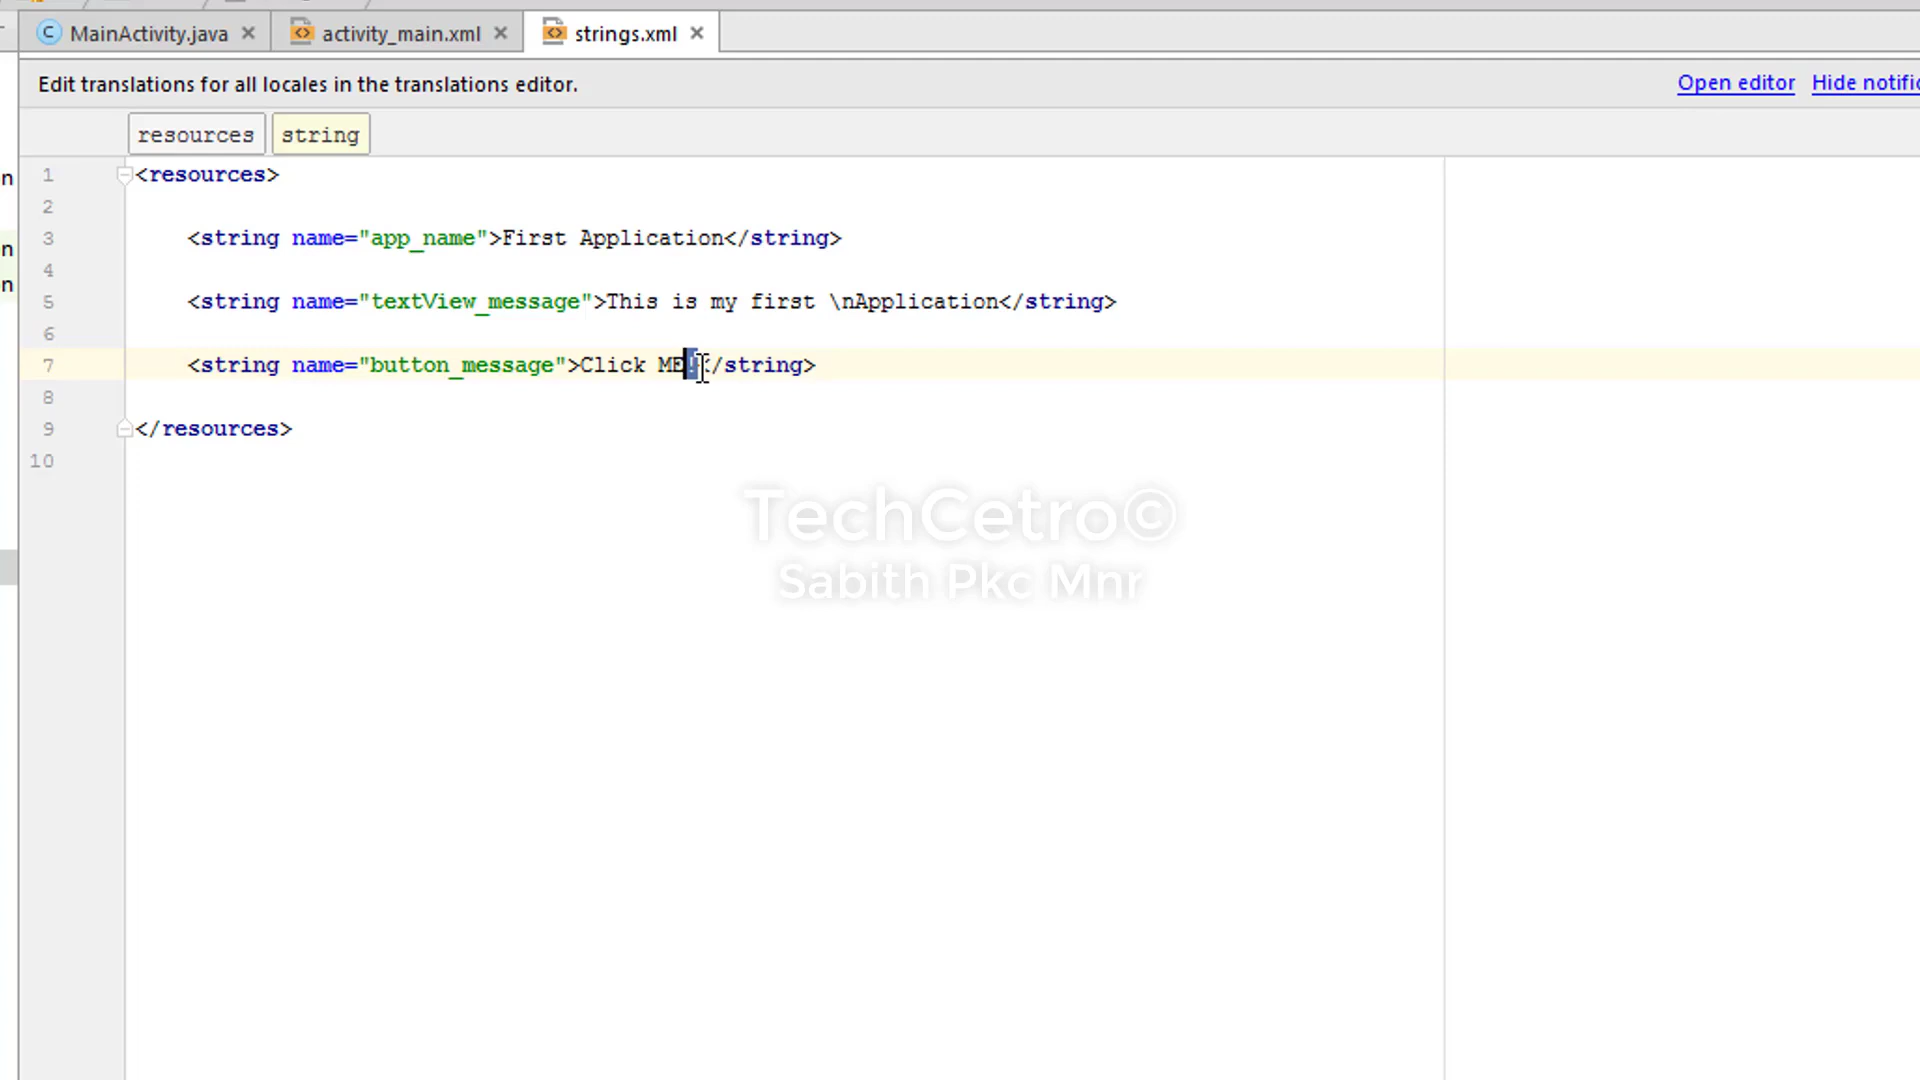 MainActivity.java
activity_main.xml
strings.xml
Edit translations for all locales in the translations editor.
Open editor
Hide
resources
string
1 <resources>
2
3 <string name="app_name">First Application</string>
4
5 <string name="textView_message">This is my first \nApplication</string>
6
7 <string name="button_message">Click ME!</string>
8
9 </resources>
10
TechCetro©
Sabith Pkc Mnr